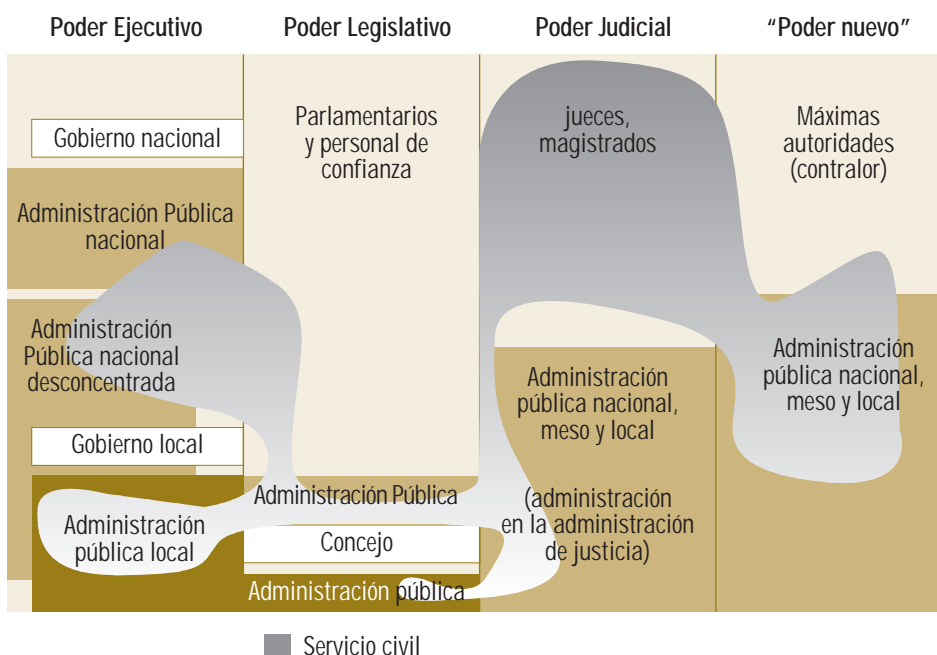 Poder Ejecutivo
Poder Legislativo
Poder Judicial
“Poder nuevo”
Gobierno nacional
Administración Pública
nacional
Administración
Pública nacional
desconcentrada
Gobierno local
Administración
pública local
Parlamentarios
y personal de
confianza
Administración Pública
Concejo
Administración pública
jueces,
magistrados
Administración
pública nacional,
meso y local
(administración
en la administración
de justicia)
Máximas
autoridades
(contralor)
Administración
pública nacional,
meso y local
Servicio civil